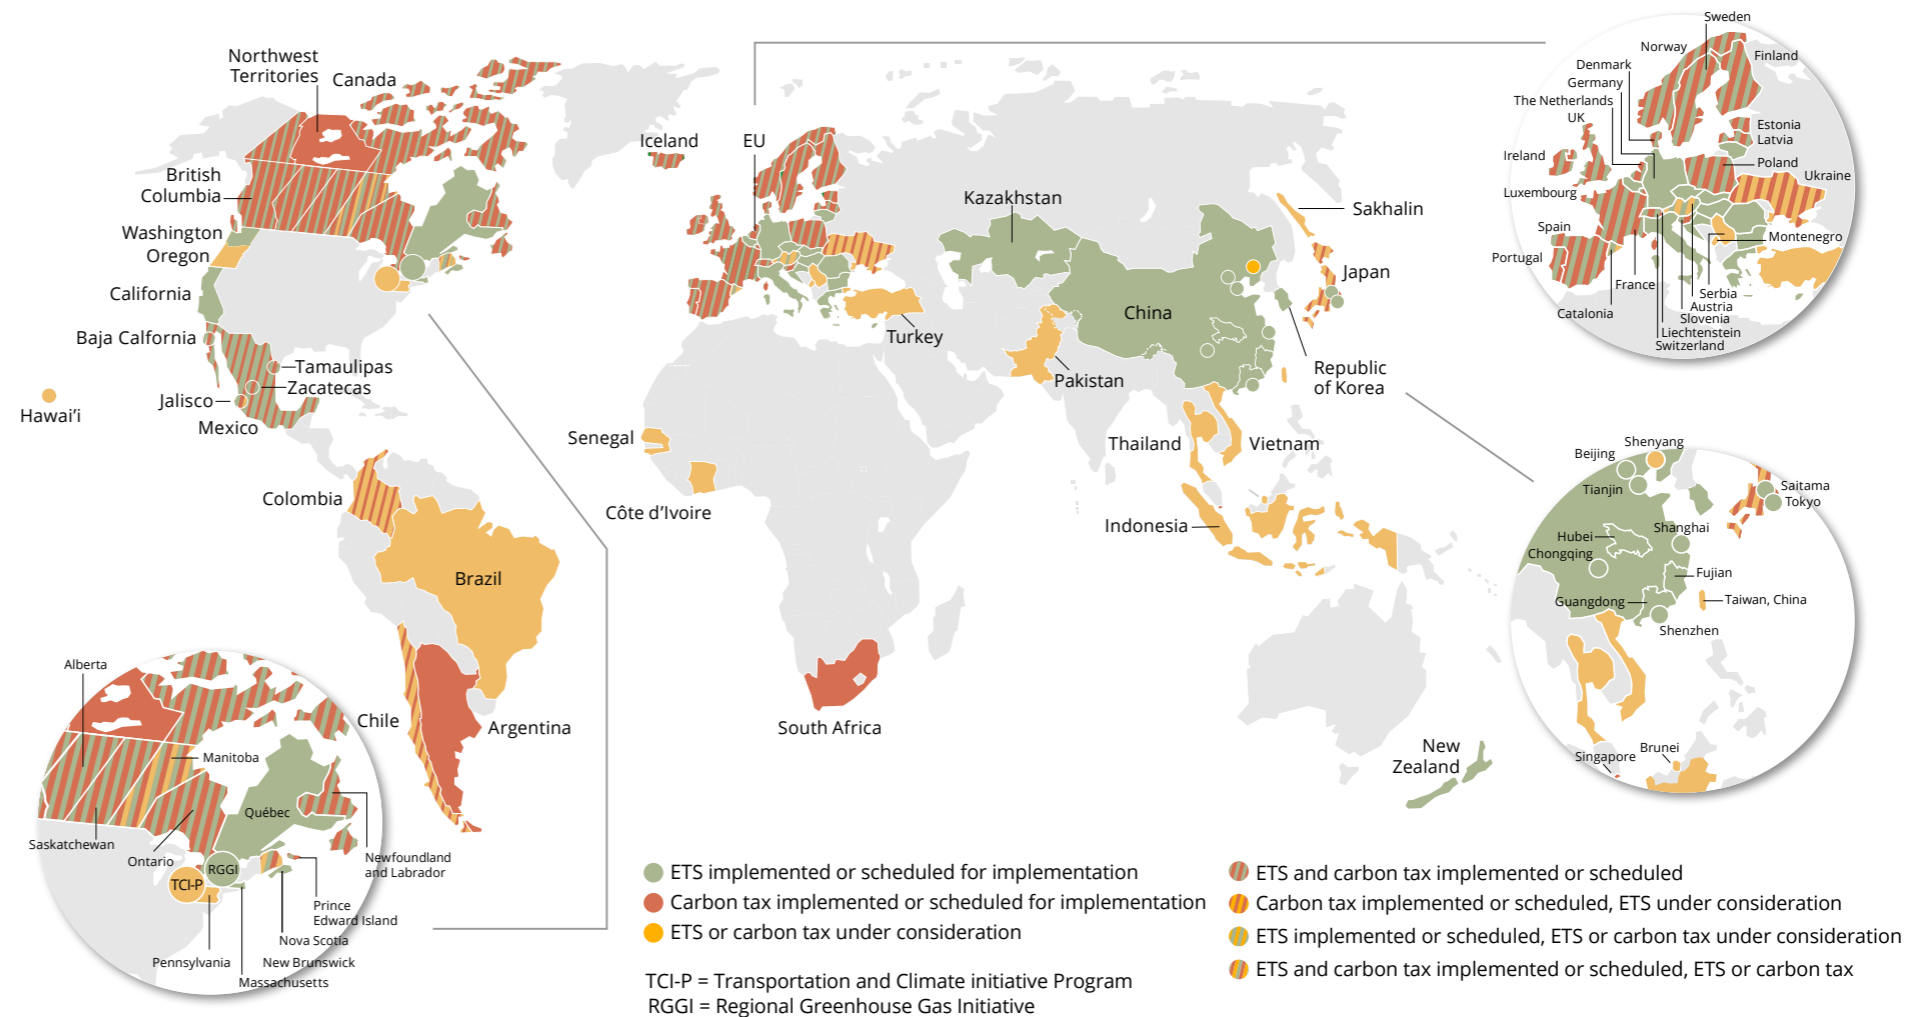 Northwest
Territories
Canada
British
Columbia
Washington
Oregon
California
Baja Calfornia
Hawai'i
Tamaulipas
Zacatecas
Jalisco
Mexico
Colombia
Brazil
Chile
Argentina
Iceland
EU
Senegal
Côte d'Ivoire
South Africa
Turkey
Kazakhstan
Pakistan
China
Thailand
Vietnam
Indonesia
Sakhalin
Japan
Republic
of Korea
New
Zealand
Sweden
Norway
Finland
Denmark
Germany
The Netherlands
UK
Ireland
Luxembourg
Spain
Portugal
Catalonia
France
Estonia
Latvia
Poland
Ukraine
Montenegro
Serbia
Austria
Slovenia
Liechtenstein
Switzerland
Shenyang
Beijing
Tianjin
Saitama
Tokyo
Shanghai
Hubei
Chongqing
Fujian
Guangdong
Taiwan, China
Shenzhen
Singapore
Brunei
Alberta
Manitoba
Québec
Saskatchewan
Ontario
RGGI
TCI-P
Newfoundland
and Labrador
Prince
Edward Island
Nova Scotia
New Brunswick
Pennsylvania
Massachusetts
ETS implemented or scheduled for implementation
Carbon tax implemented or scheduled for implementation
ETS or carbon tax under consideration
ETS and carbon tax implemented or scheduled
Carbon tax implemented or scheduled, ETS under consideration
ETS implemented or scheduled, ETS or carbon tax under consideration
ETS and carbon tax implemented or scheduled, ETS or carbon tax
TCI-P = Transportation and Climate initiative Program
RGGI = Regional Greenhouse Gas Initiative